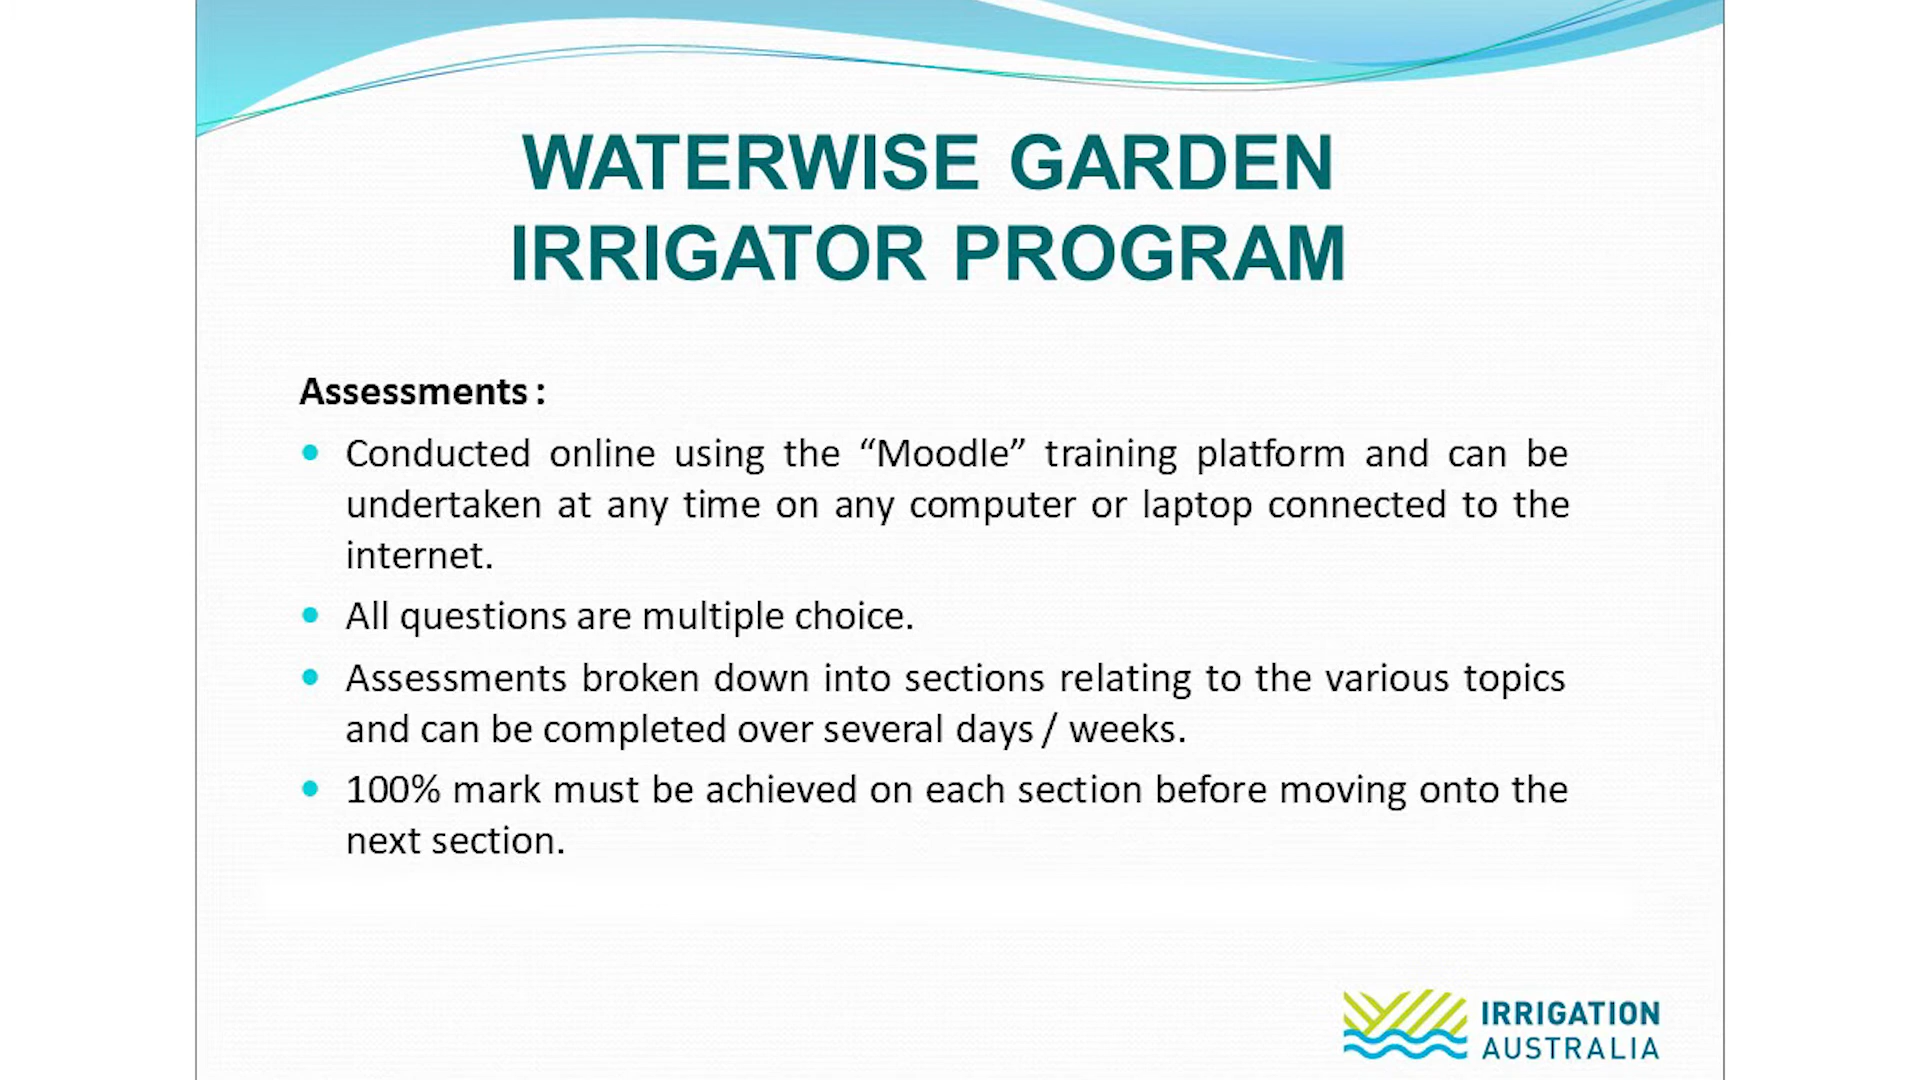 WATERWISE GARDEN
IRRIGATOR PROGRAM
Assessments :
• Conducted online using the “Moodle” training platform and can be
undertaken at any time on any computer or laptop connected to the
internet.
• All questions are multiple choice.
• Assessments broken down into sections relating to the various topics
and can be completed over several days / weeks.
• 100% mark must be achieved on each section before moving onto the
next section.
IRRIGATION
AUSTRALIA